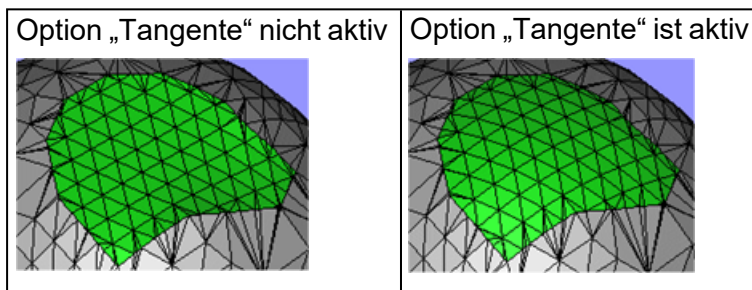 Option „Tangente“ nicht aktiv
Option „Tangente“ ist aktiv